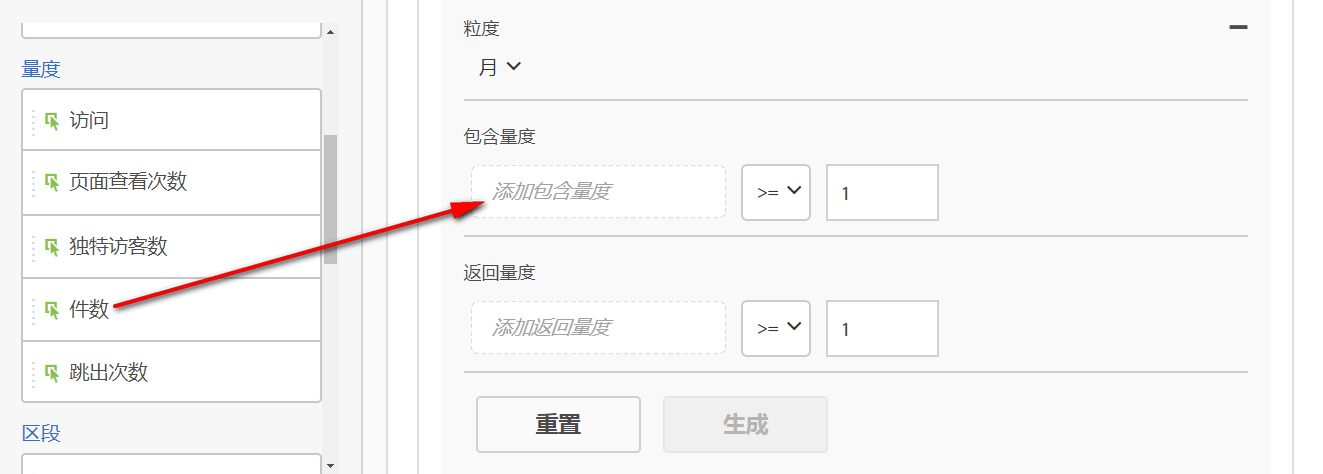 量度
访问
页面查看次数
独特访客数
件数
跳出次数
区段
粒度
月
包含量度
添加包含量度 >= 1
返回量度
添加返回量度 >= 1
重置 生成